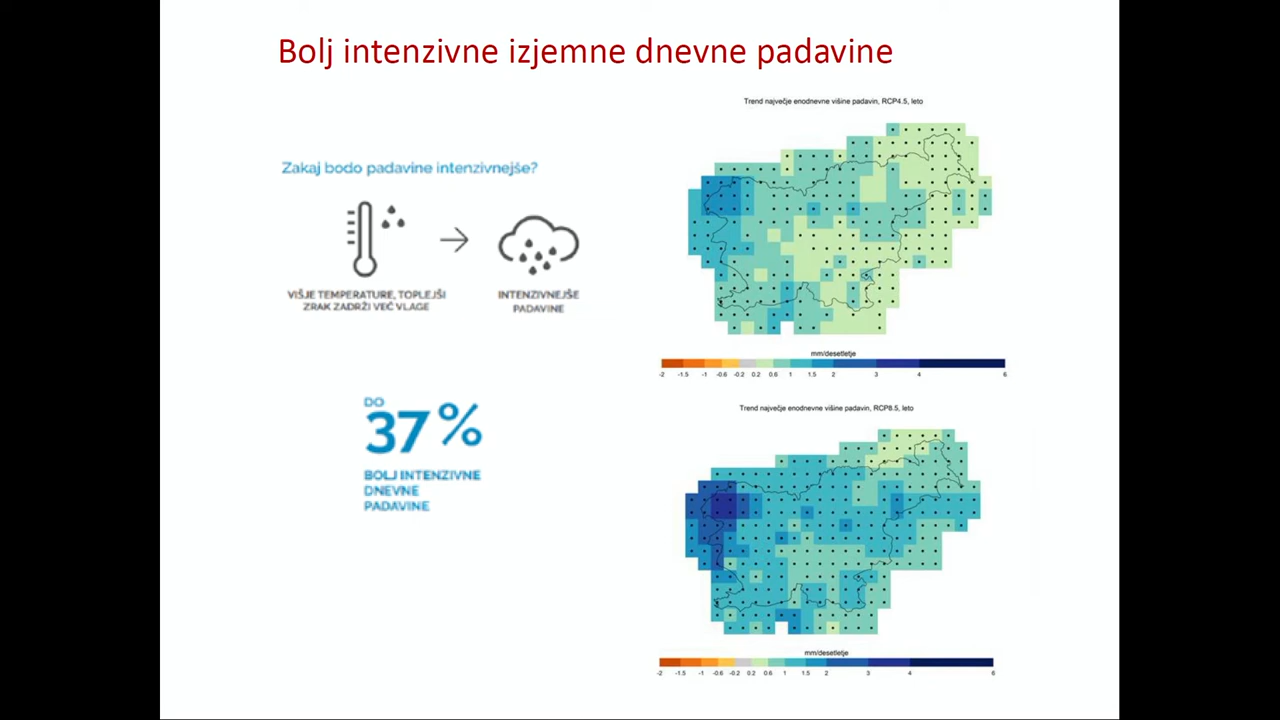 Bolj intenzivne izjemne dnevne padavine
Zakaj bodo padavine intenzivnejše?
VIŠJE TEMPERATURE, TOPLEJŠI
ZRAK ZADRŽI VEČ VLAGE
INTENZIVNEJŠE
PADAVINE
DO
37%
BOLJ INTENZIVNE
DNEVNE
PADAVINE
Trend največje enodnevne višine padavin, RCP4.5, leto
mm/desetletje
-2 -1.5 -1 -0.6 -0.2 0.2 0.6 1 1.5 2 3 4 6
Trend največje enodnevne višine padavin, RCP8.5, leto
mm/desetletje
-2 -1.5 -1 -0.6 -0.2 0.2 0.6 1 1.5 2 3 4 6